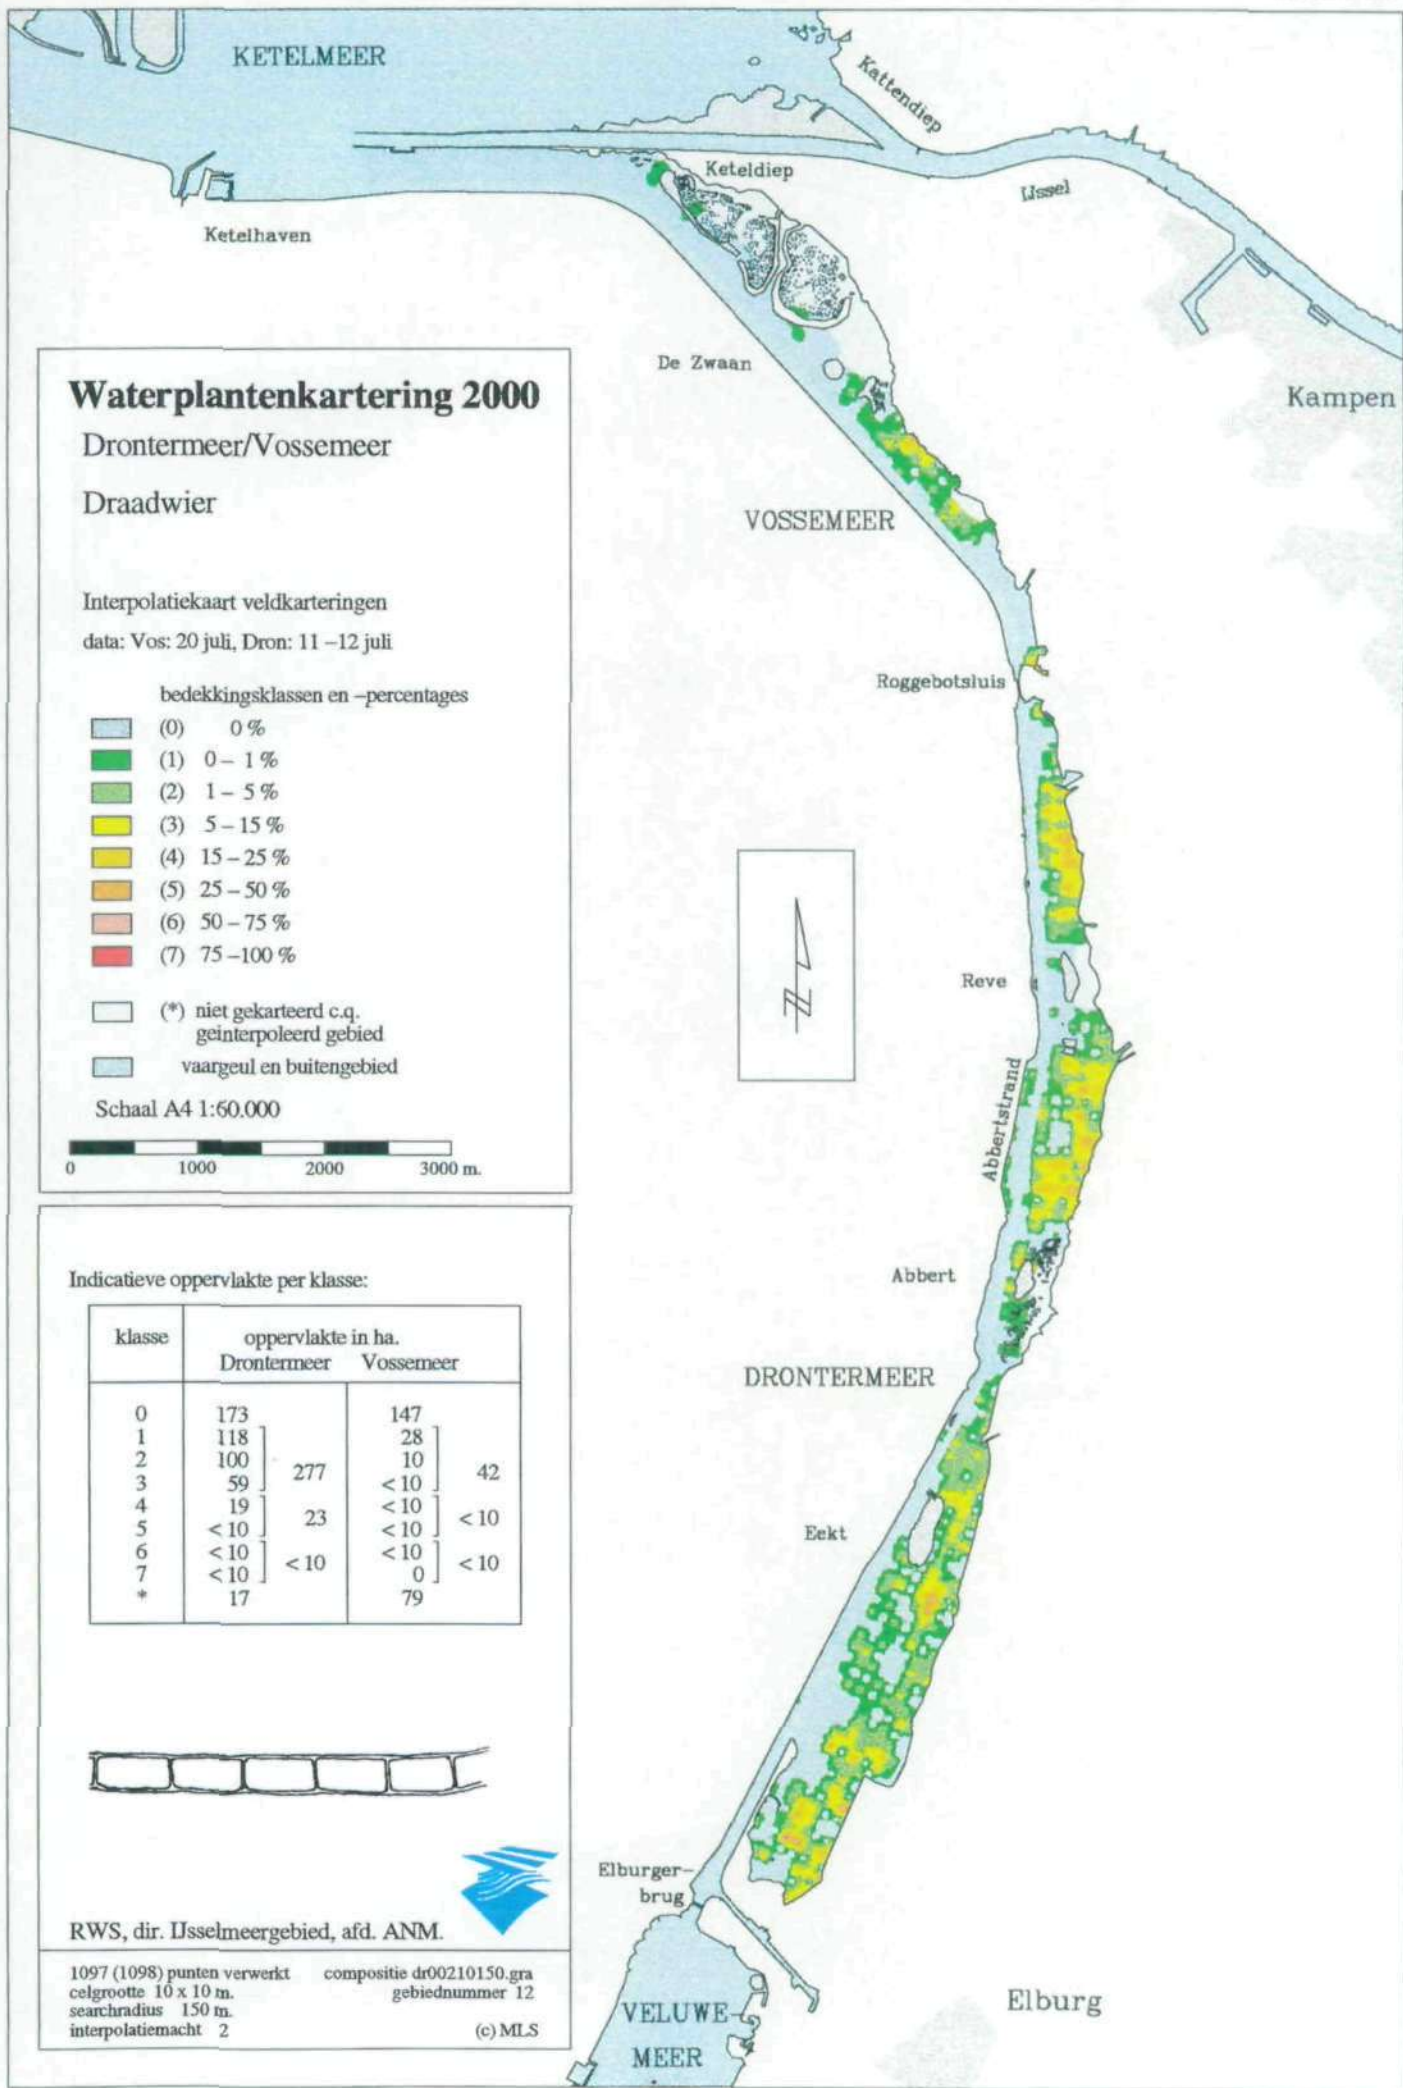 KETELMEER
Kattendiep
Keteldiep
IJssel
Ketelhaven
De Zwaan
Kampen
Waterplantenkartering 2000
Drontermeer/Vossemeer
Draadwier
VOSSEMEER
Interpolatiekaart veldkarteringen
data: Vos: 20 juli, Dron: 11 –12 juli
Roggebotsluis
bedekkingsklassen en –percentages
(0) 0 %
(1) 0 – 1 %
(2) 1 – 5 %
(3) 5 – 15 %
(4) 15 – 25 %
(5) 25 – 50 %
(6) 50 – 75 %
(7) 75 –100 %
(*) niet gekarteerd c.q.
geinterpoleerd gebied
vaargeul en buitengebied
Schaal A4 1:60.000
0 1000 2000 3000 m.
N
Reve
Abbertstrand
Abbert
DRONTERMEER
Eekt
Indicatieve oppervlakte per klasse:
klasse oppervlakte in ha.
Drontermeer Vossemeer
0 173 147
1 118 28
2 100 277 10 42
3 59 < 10
4 19 23 < 10 < 10
5 < 10 < 10
6 < 10 < 10 < 10 < 10
7 < 10 0
* 17 79
Elburger–
brug
RWS, dir. IJsselmeergebied, afd. ANM.
1097 (1098) punten verwerkt compositie dr00210150.gra
celgrootte 10 x 10 m. gebiednummer 12
searchradius 150 m.
interpolatiemacht 2 (c) MLS
Elburg
VELUWE–
MEER